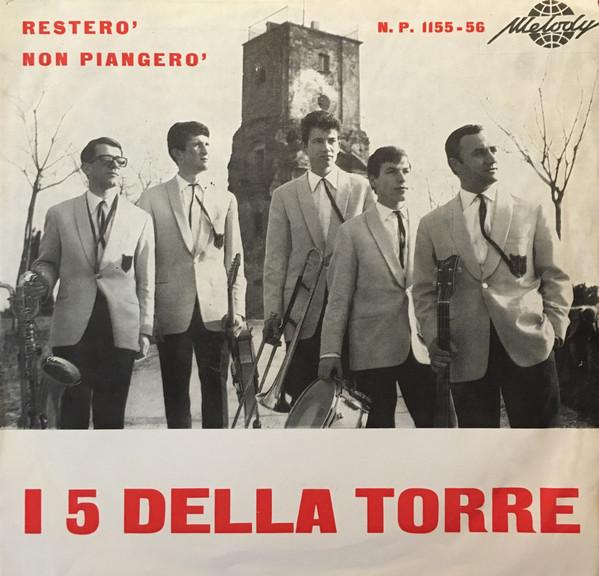 RESTERO'
NON PIANGERO'
N. P. 1155-56
Melody
I 5 DELLA TORRE